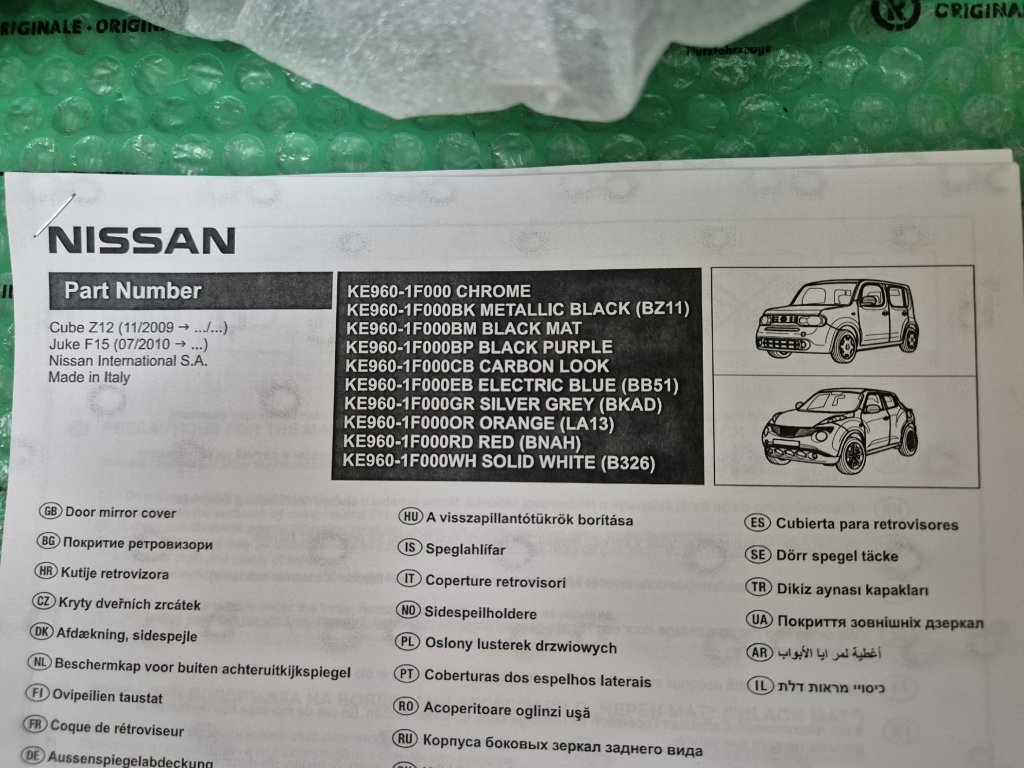 RIGINALE · ORIGIN
ORIGINA
Nutzfahrzeuge
NISSAN
Part Number
Cube Z12 (11/2009 → .../...)
Juke F15 (07/2010 → ...)
Nissan International S.A.
Made in Italy
KE960-1F000 CHROME
KE960-1F000BK METALLIC BLACK (BZ11)
KE960-1F000BM BLACK MAT
KE960-1F000BP BLACK PURPLE
KE960-1F000CB CARBON LOOK
KE960-1F000EB ELECTRIC BLUE (BB51)
KE960-1F000GR SILVER GREY (BKAD)
KE960-1F000OR ORANGE (LA13)
KE960-1F000RD RED (BNAH)
KE960-1F000WH SOLID WHITE (B326)
GB Door mirror cover
BG Покритие ретровизори
HR Kutije retrovizora
CZ Kryty dveřních zrcátek
DK Afdækning, sidespejle
NL Beschermkap voor buiten achteruitkijkspiegel
FI Ovipeilien taustat
FR Coque de rétroviseur
DE Aussenspiegelabdeckung
HU A visszapillantótükrök borítása
IS Speglahlífar
IT Coperture retrovisori
NO Sidespeilholdere
PL Oslony lusterek drzwiowych
PT Coberturas dos espelhos laterais
RO Acoperitoare oglinzi uşă
RU Корпуса боковых зеркал заднего вида
ES Cubierta para retrovisores
SE Dörr spegel täcke
TR Dikiz aynası kapakları
UA Покриття зовнішніх дзеркал
AR أغطية لمر ايا الأبواب
IL כיסויי מראות דלת